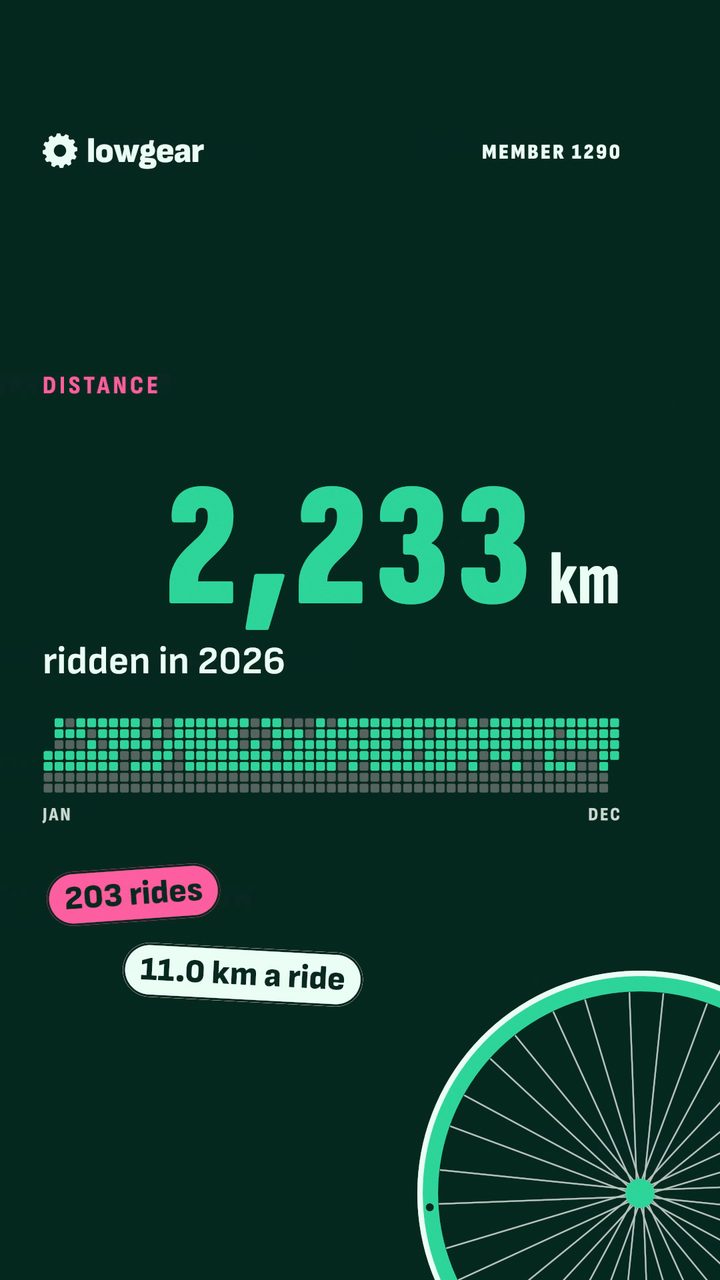 lowgear
MEMBER 1290
DISTANCE
2,233 km
ridden in 2026
JAN
DEC
203 rides
11.0 km a ride